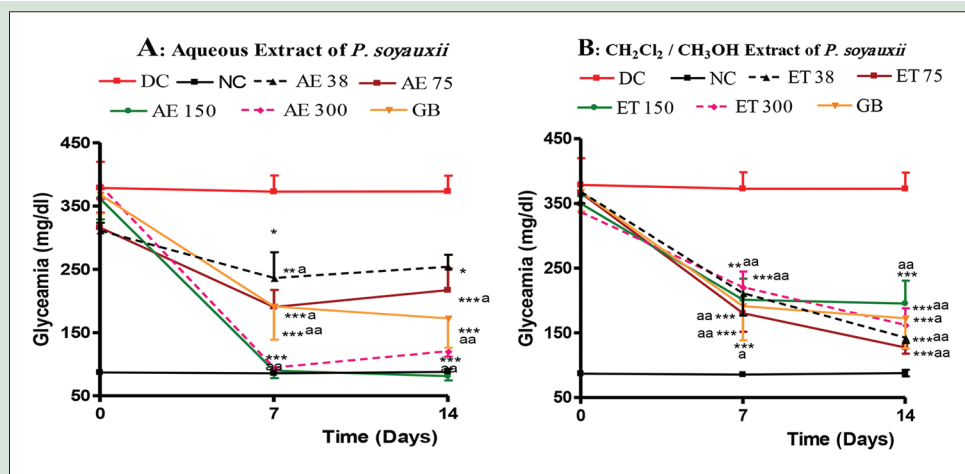 A: Aqueous Extract of P. soyauxii
DC NC AE 38 AE 75
AE 150 AE 300 GB
450
350
250
150
50
Glyceamia (mg/dl)
*
**a
***a
***aa
***
aa
*
***a
***
aa
***
aa
0 7 14
Time (Days)
B: CH₂Cl₂ / CH₃OH Extract of P. soyauxii
DC NC ET 38 ET 75
ET 150 ET 300 GB
450
350
250
150
50
Glyceamia (mg/dl)
**aa
***aa
aa ***
aa ***
***
a
aa
***
***aa
***a
***aa
***aa
0 7 14
Time (Days)